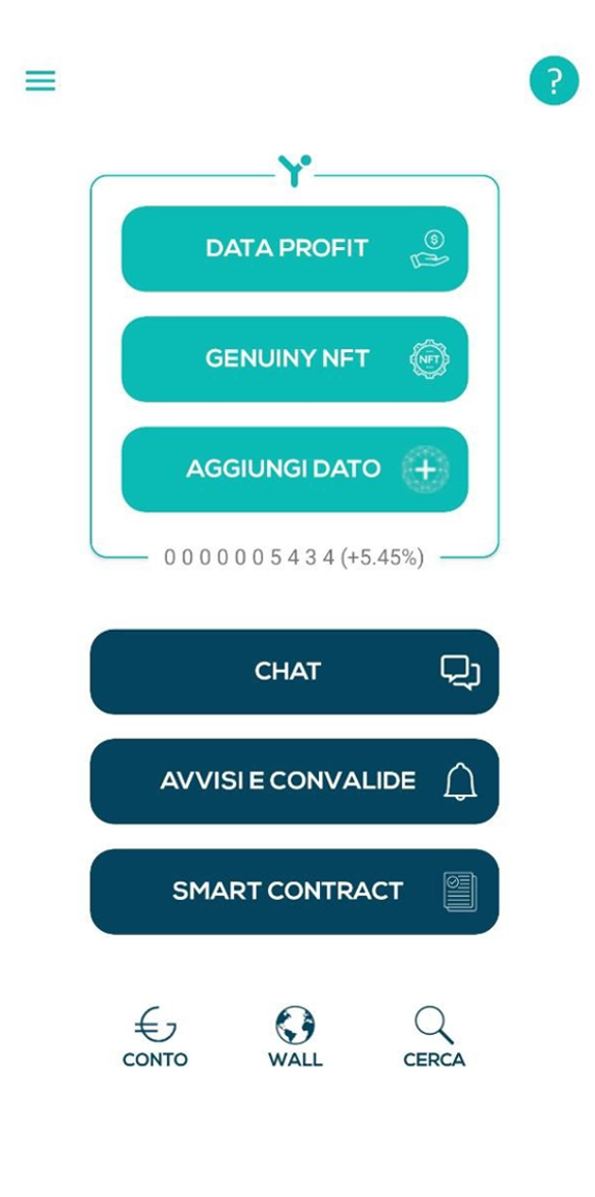 ?
DATA PROFIT
$
GENUINY NFT
NFT
AGGIUNGI DATO
0 0 0 0 0 0 5 4 3 4 (+5.45%)
CHAT
AVVISI E CONVALIDE
SMART CONTRACT
CONTO
WALL
CERCA